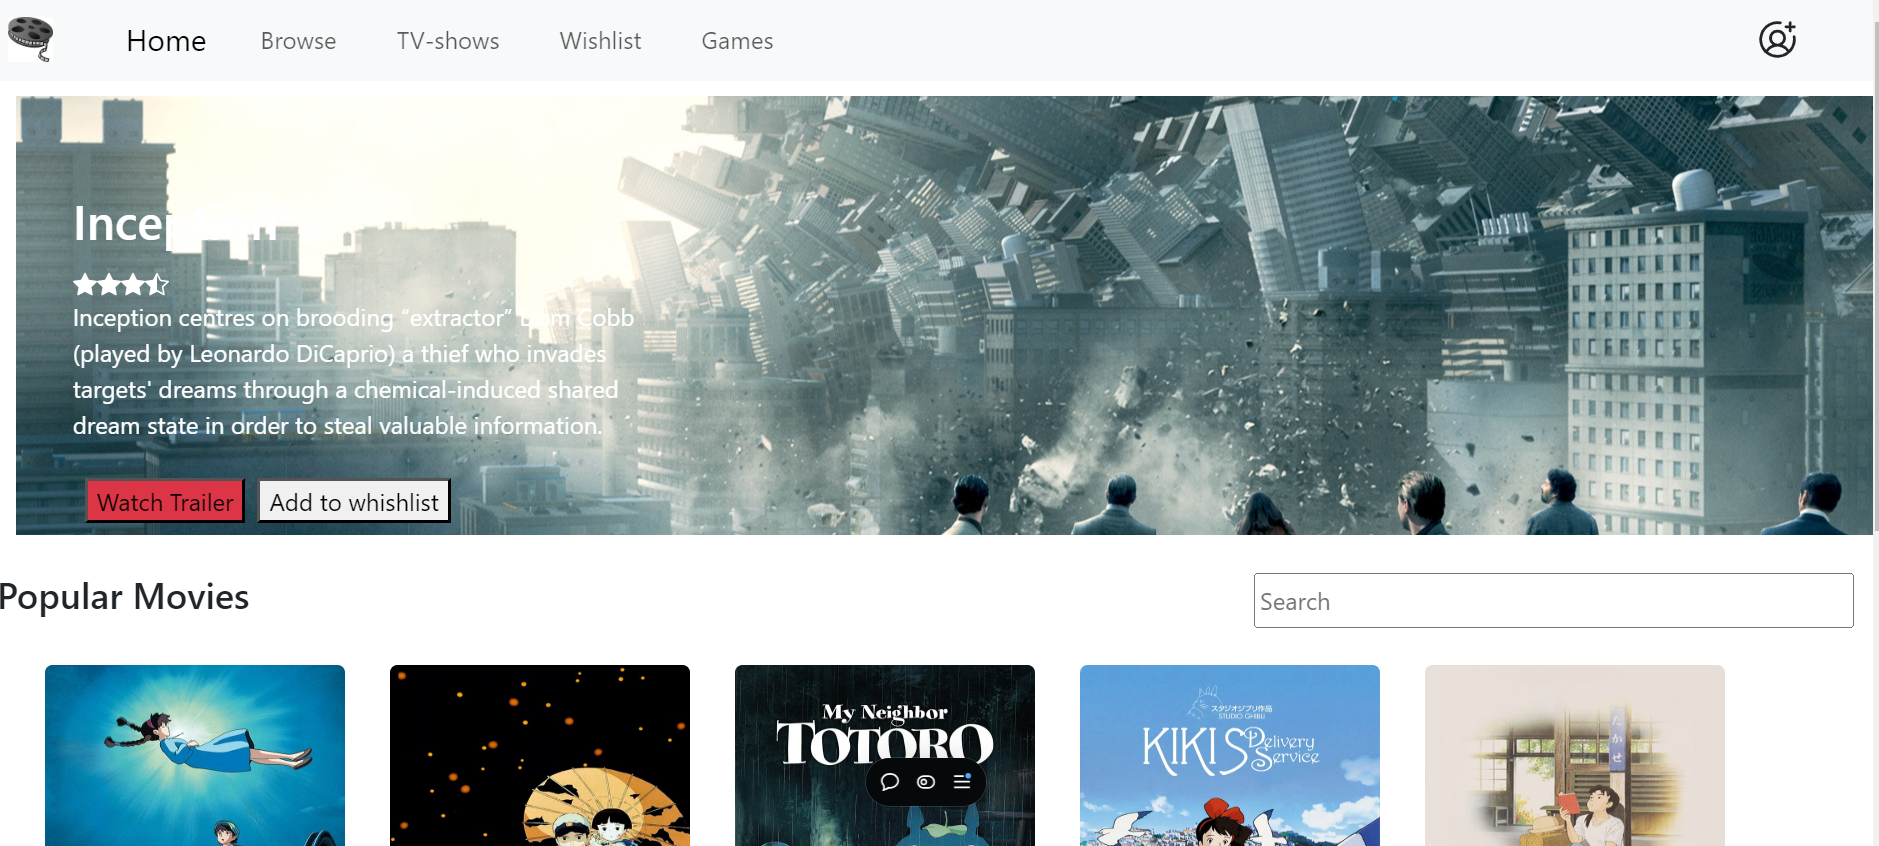 Home
Browse
TV-shows
Wishlist
Games
Inception
Inception centres on brooding “extractor” Dom Cobb
(played by Leonardo DiCaprio) a thief who invades
targets' dreams through a chemical-induced shared
dream state in order to steal valuable information.
Watch Trailer
Add to whishlist
Popular Movies
Search
My Neighbor
TOTORO
スタジオジブリ作品
STUDIO GHIBLI
KIKI'S Delivery
Service
たかせ